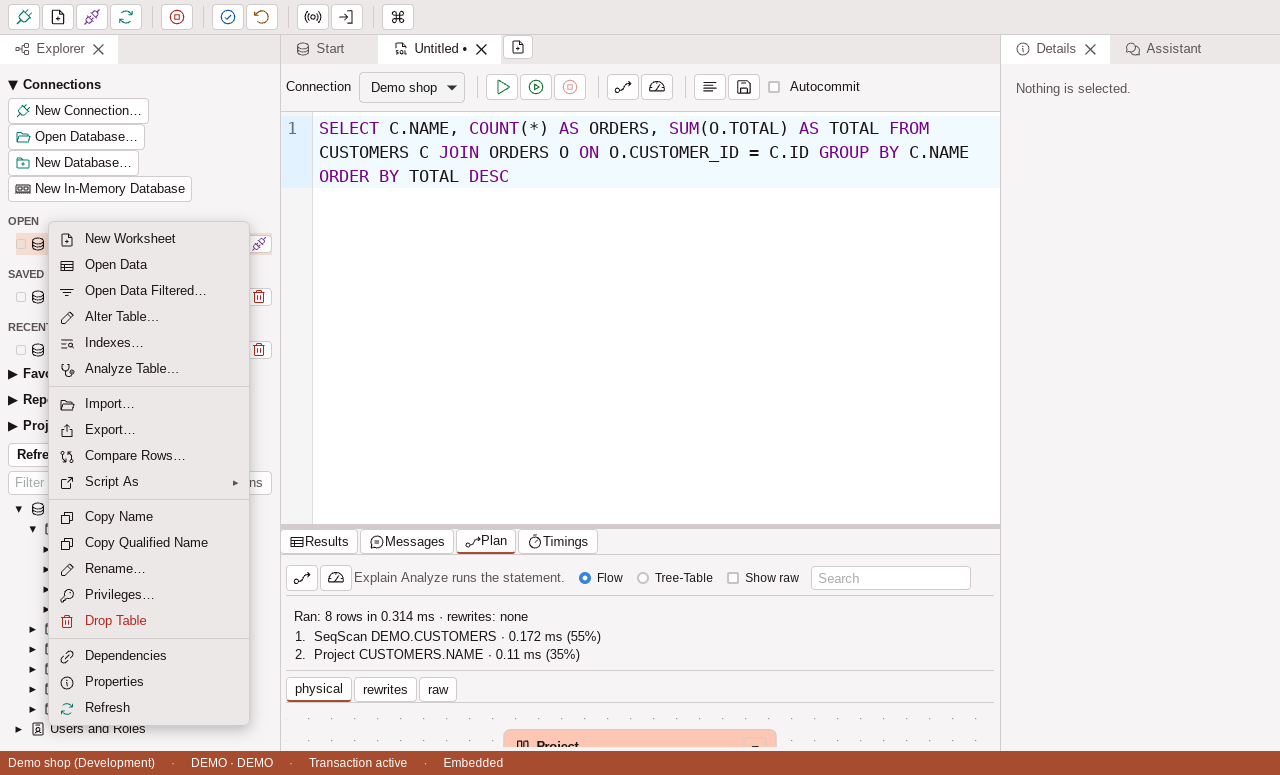 Explorer
Start
Untitled •
Details
Assistant
Connections
New Connection…
Open Database…
New Database…
New In-Memory Database
OPEN
SAVED
RECENT
Refre
Filter
ns
Users and Roles
New Worksheet
Open Data
Open Data Filtered…
Alter Table…
Indexes…
Analyze Table…
Import…
Export…
Compare Rows…
Script As
Copy Name
Copy Qualified Name
Rename…
Privileges…
Drop Table
Dependencies
Properties
Refresh
Connection
Demo shop
Autocommit
1
SELECT C.NAME, COUNT(*) AS ORDERS, SUM(O.TOTAL) AS TOTAL FROM
CUSTOMERS C JOIN ORDERS O ON O.CUSTOMER_ID = C.ID GROUP BY C.NAME
ORDER BY TOTAL DESC
Results
Messages
Plan
Timings
Explain Analyze runs the statement.
Flow
Tree-Table
Show raw
Search
Ran: 8 rows in 0.314 ms · rewrites: none
1. SeqScan DEMO.CUSTOMERS · 0.172 ms (55%)
2. Project CUSTOMERS.NAME · 0.11 ms (35%)
physical
rewrites
raw
Project
Nothing is selected.
Demo shop (Development) · DEMO · DEMO · Transaction active · Embedded